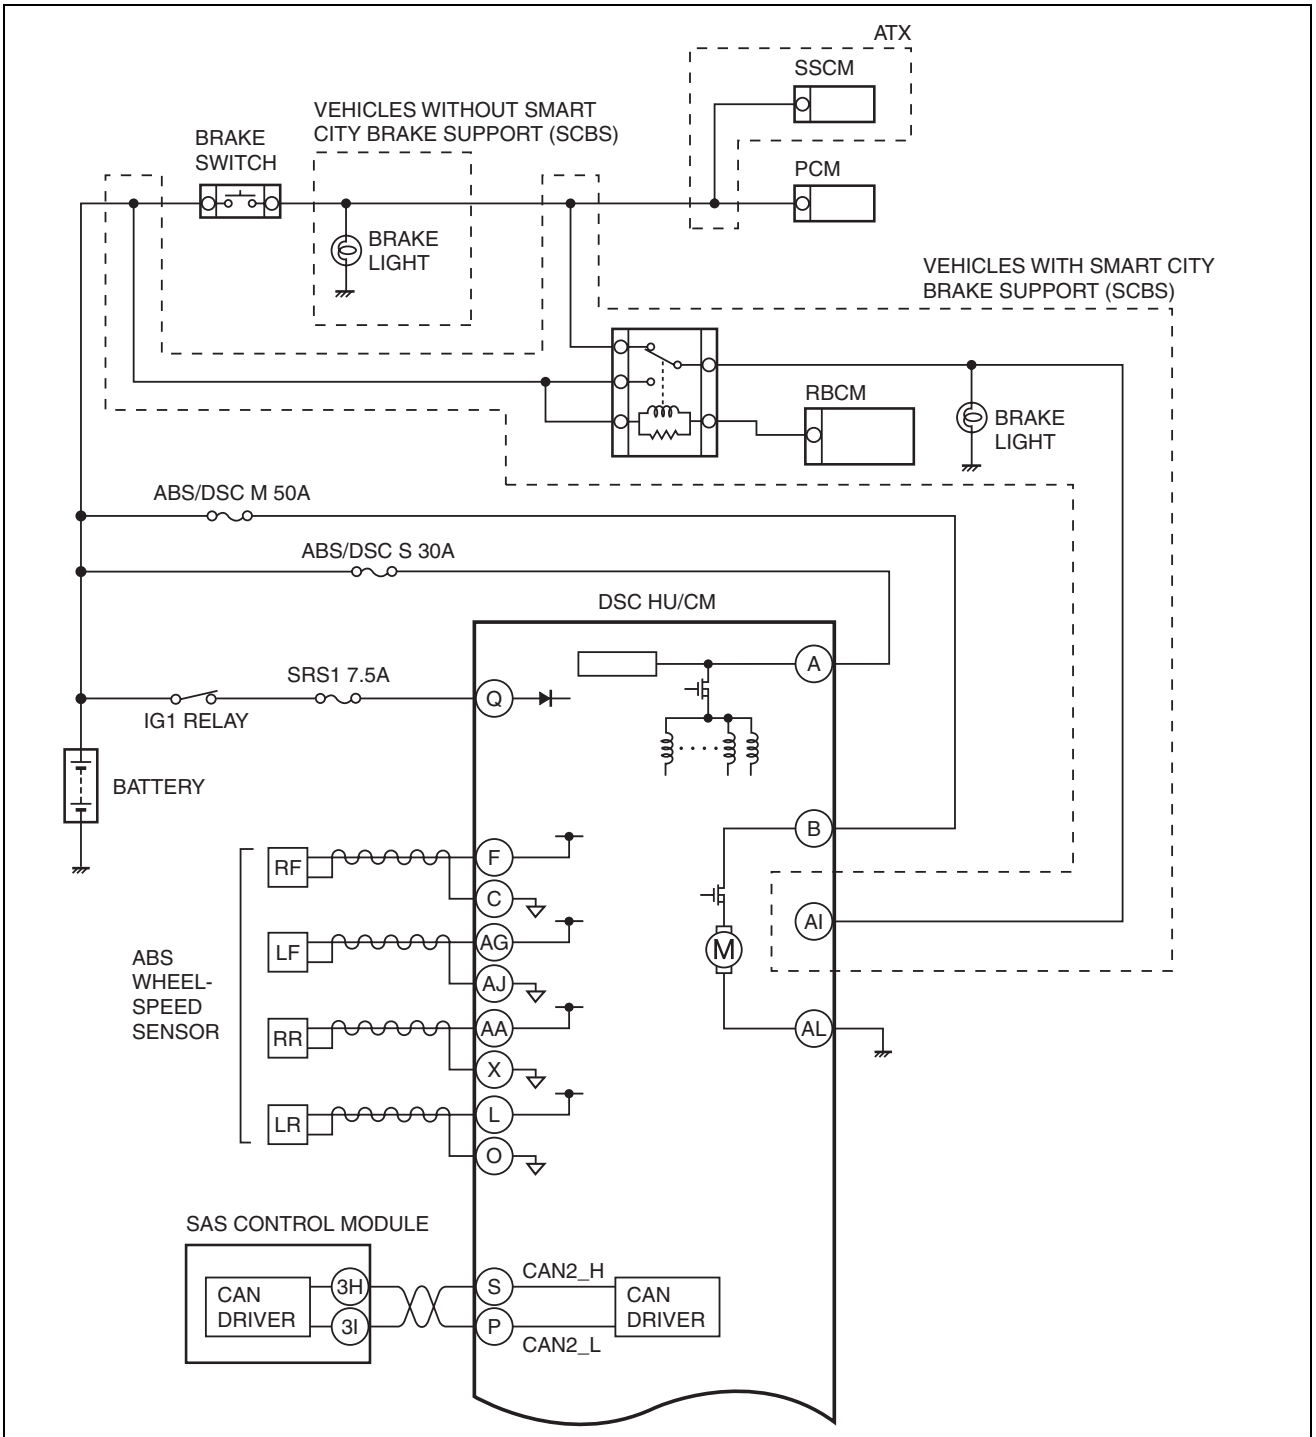 ATX
SSCM
VEHICLES WITHOUT SMART
CITY BRAKE SUPPORT (SCBS)
BRAKE
SWITCH
PCM
BRAKE
LIGHT
VEHICLES WITH SMART CITY
BRAKE SUPPORT (SCBS)
RBCM
BRAKE
LIGHT
ABS/DSC M 50A
ABS/DSC S 30A
DSC HU/CM
A
SRS1 7.5A
Q
IG1 RELAY
BATTERY
B
RF
F
C
AI
LF
AG
M
ABS
WHEEL-
SPEED
SENSOR
AJ
RR
AA
AL
X
LR
L
O
SAS CONTROL MODULE
CAN
DRIVER
3H
3I
S
P
CAN2_H
CAN2_L
CAN
DRIVER